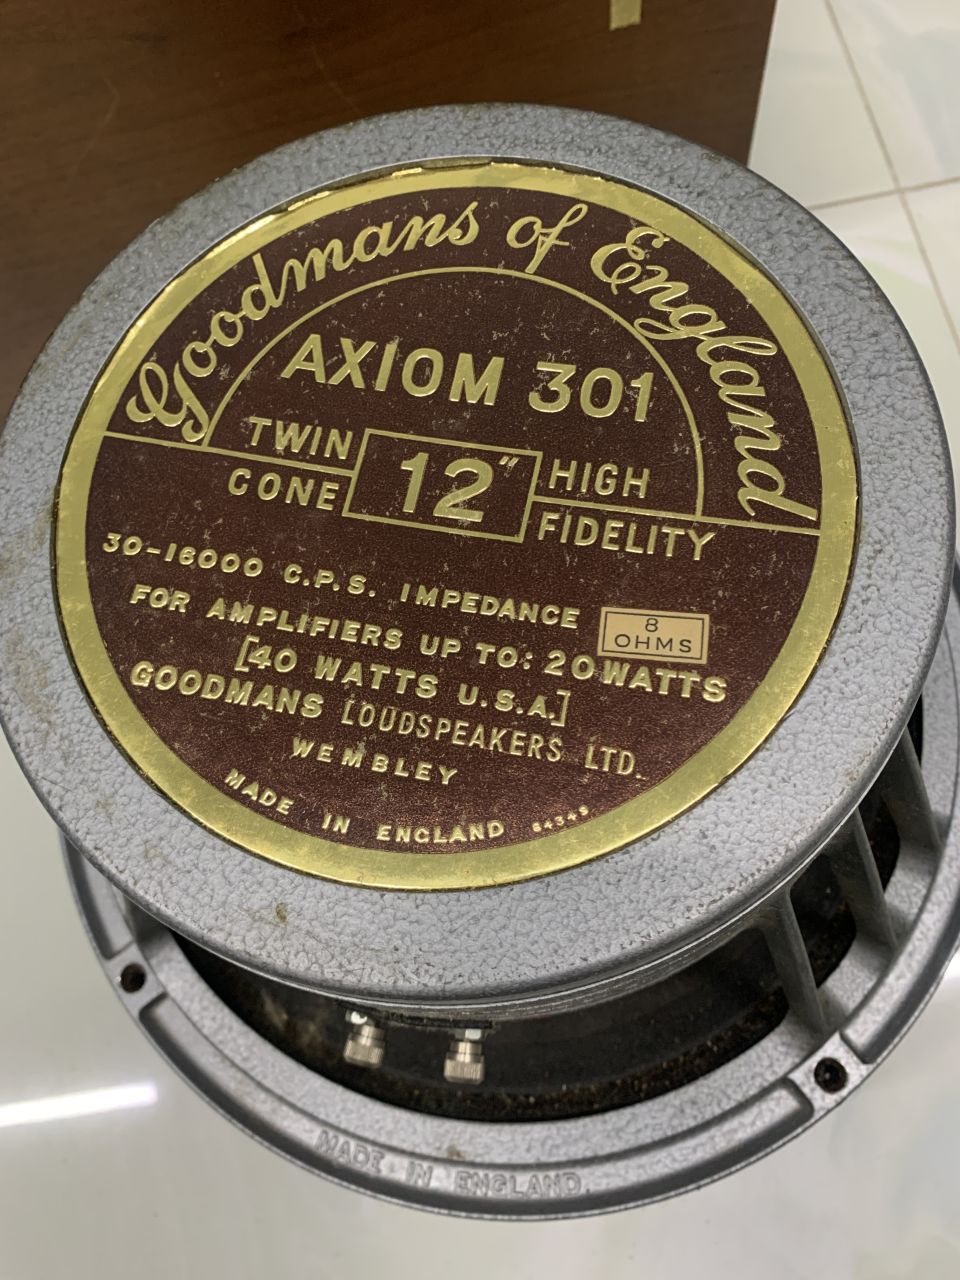 Goodmans of England
AXIOM 301
TWIN CONE
12"
HIGH FIDELITY
30-16000 C.P.S. IMPEDANCE
8 OHMS
FOR AMPLIFIERS UP TO: 20 WATTS
[40 WATTS U.S.A.]
GOODMANS LOUDSPEAKERS LTD.
WEMBLEY
MADE IN ENGLAND
MADE IN ENGLAND